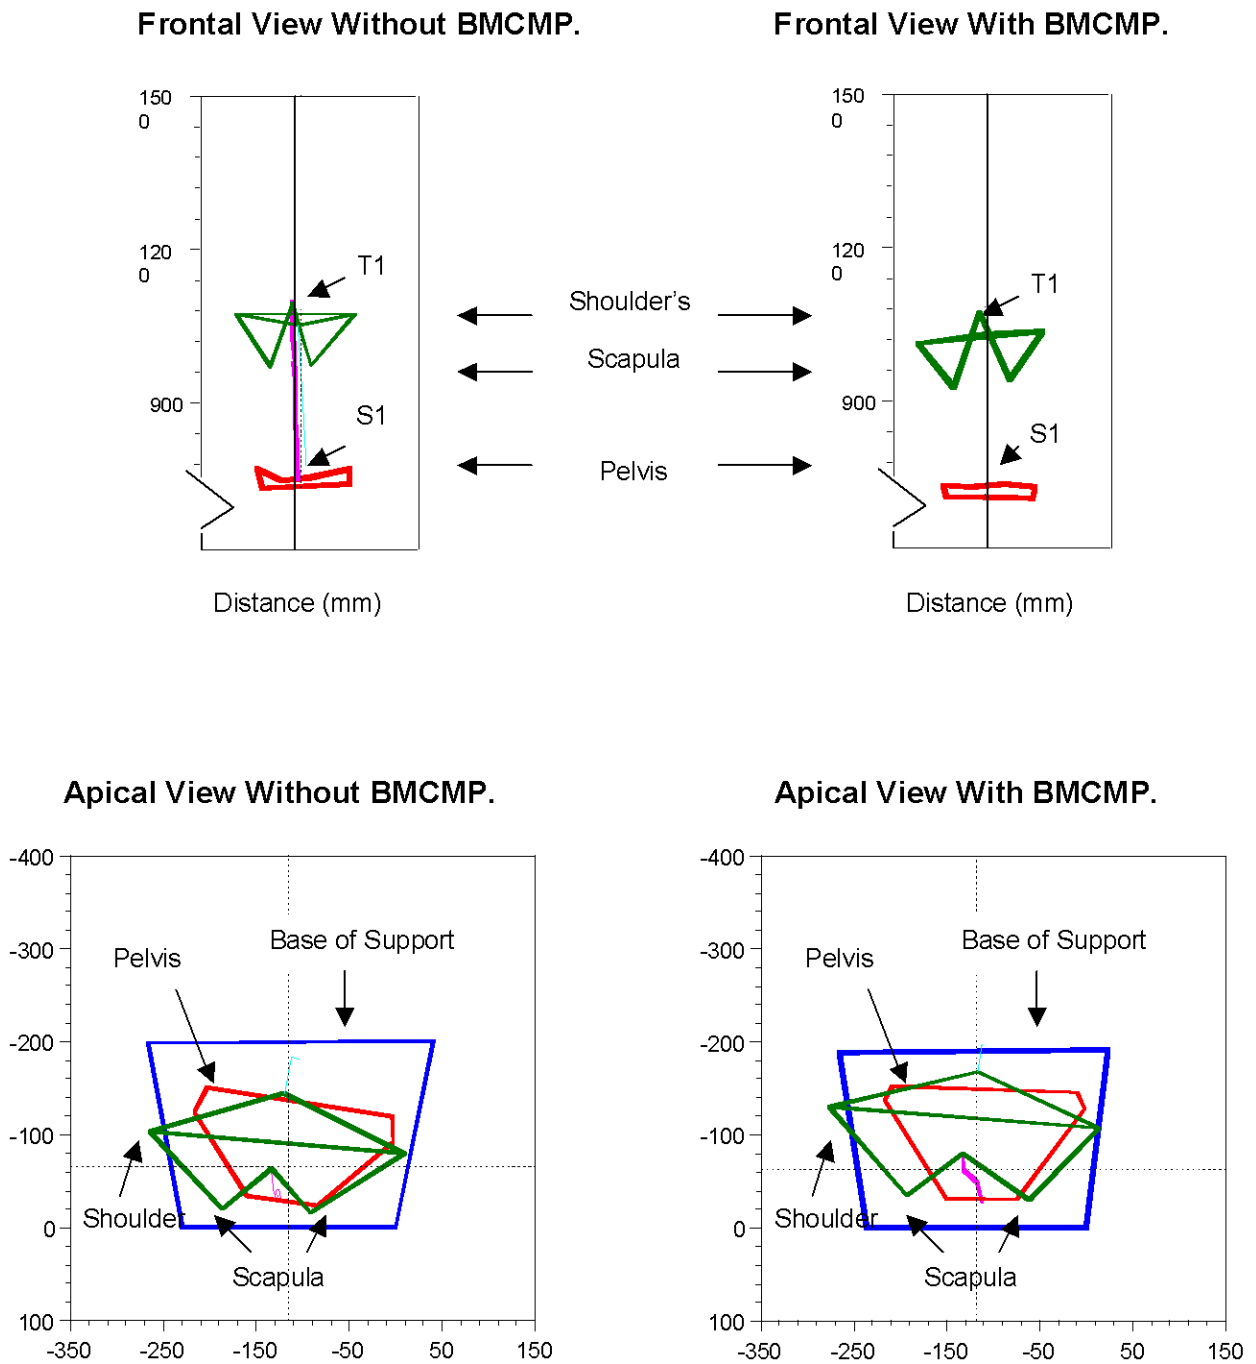 Frontal View Without BMCMP.
Frontal View With BMCMP.
150
0
120
0
900
T1
S1
Shoulder's
Scapula
Pelvis
150
0
120
0
900
T1
S1
Distance (mm)
Distance (mm)
Apical View Without BMCMP.
Apical View With BMCMP.
-400
-300
-200
-100
0
100
-350
-250
-150
-50
50
150
Pelvis
Base of Support
Shoulder
Scapula
-400
-300
-200
-100
0
100
-350
-250
-150
-50
50
150
Pelvis
Base of Support
Shoulder
Scapula